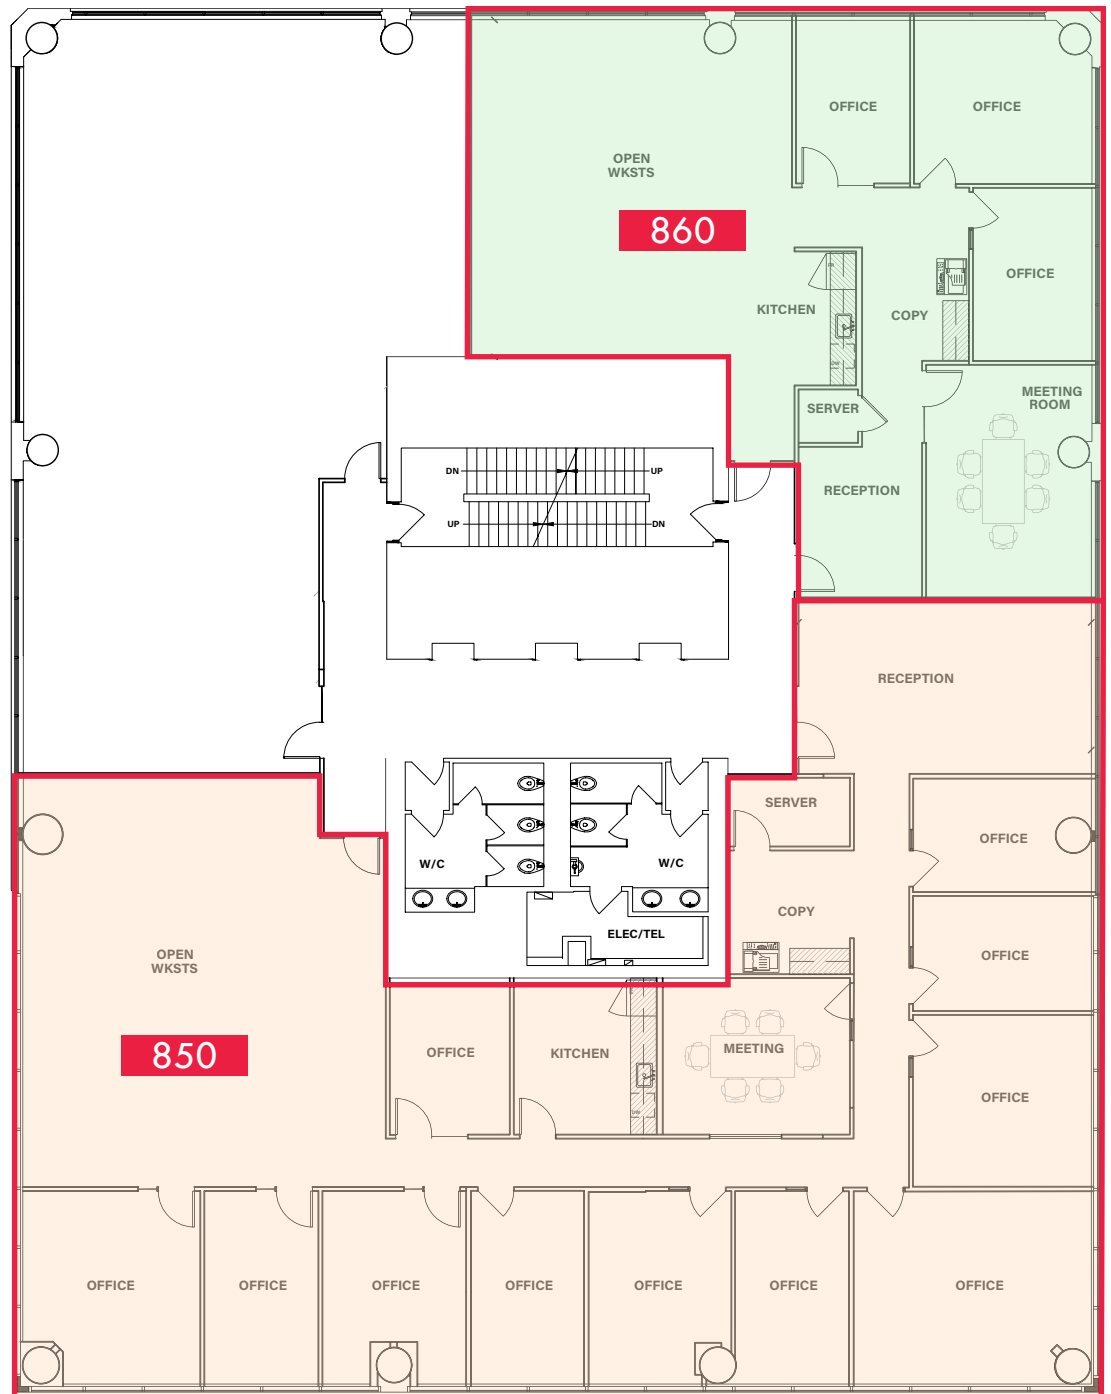 OFFICE
OFFICE
OPEN
WKSTS
860
OFFICE
KITCHEN
COPY
MEETING
ROOM
SERVER
DN
UP
RECEPTION
UP
DN
RECEPTION
SERVER
OFFICE
W/C
W/C
COPY
ELEC/TEL
OPEN
WKSTS
OFFICE
850
OFFICE
KITCHEN
MEETING
OFFICE
OFFICE
OFFICE
OFFICE
OFFICE
OFFICE
OFFICE
OFFICE